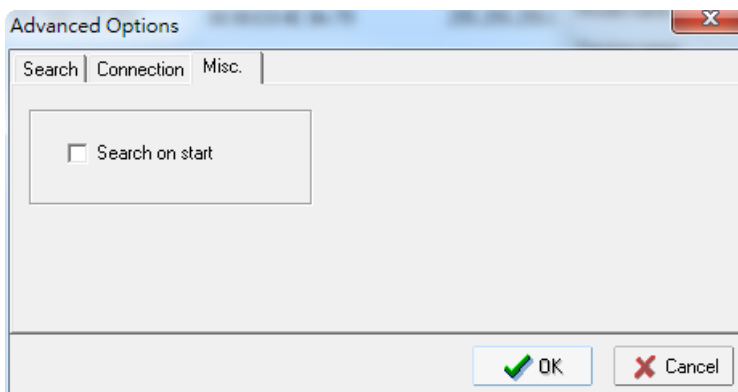 Advanced Options
Search Connection Misc.
Search on start
OK Cancel